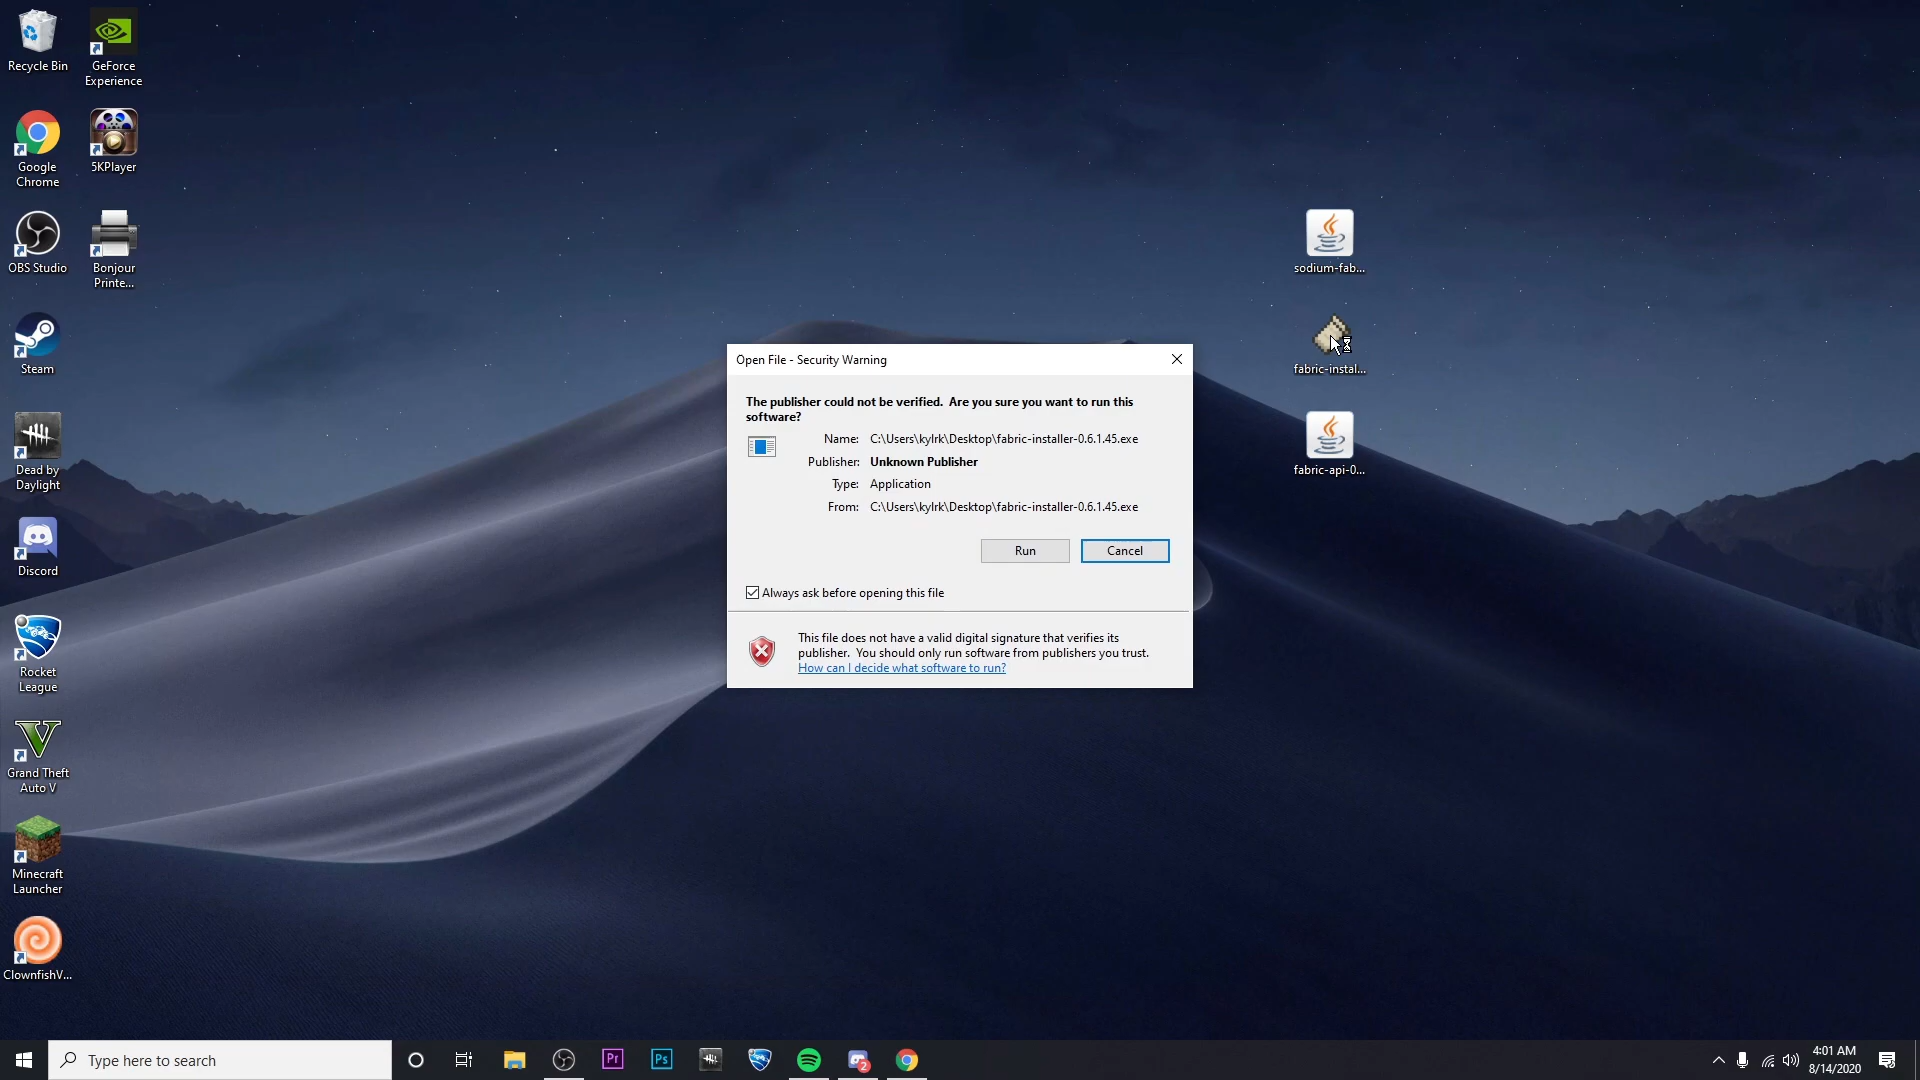 Recycle Bin
GeForce
Experience
Google
Chrome
5KPlayer
OBS Studio
Bonjour
Printe...
Steam
Dead by
Daylight
Discord
Rocket
League
Grand Theft
Auto V
Minecraft
Launcher
ClownfishV...
sodium-fab...
fabric-instal...
fabric-api-0...
Open File - Security Warning
The publisher could not be verified.  Are you sure you want to run this
software?
Name: C:\Users\kylrk\Desktop\fabric-installer-0.6.1.45.exe
Publisher: Unknown Publisher
Type: Application
From: C:\Users\kylrk\Desktop\fabric-installer-0.6.1.45.exe
Run Cancel
Always ask before opening this file
This file does not have a valid digital signature that verifies its
publisher.  You should only run software from publishers you trust.
How can I decide what software to run?
Type here to search
Pr
Ps
2
4:01 AM
8/14/2020